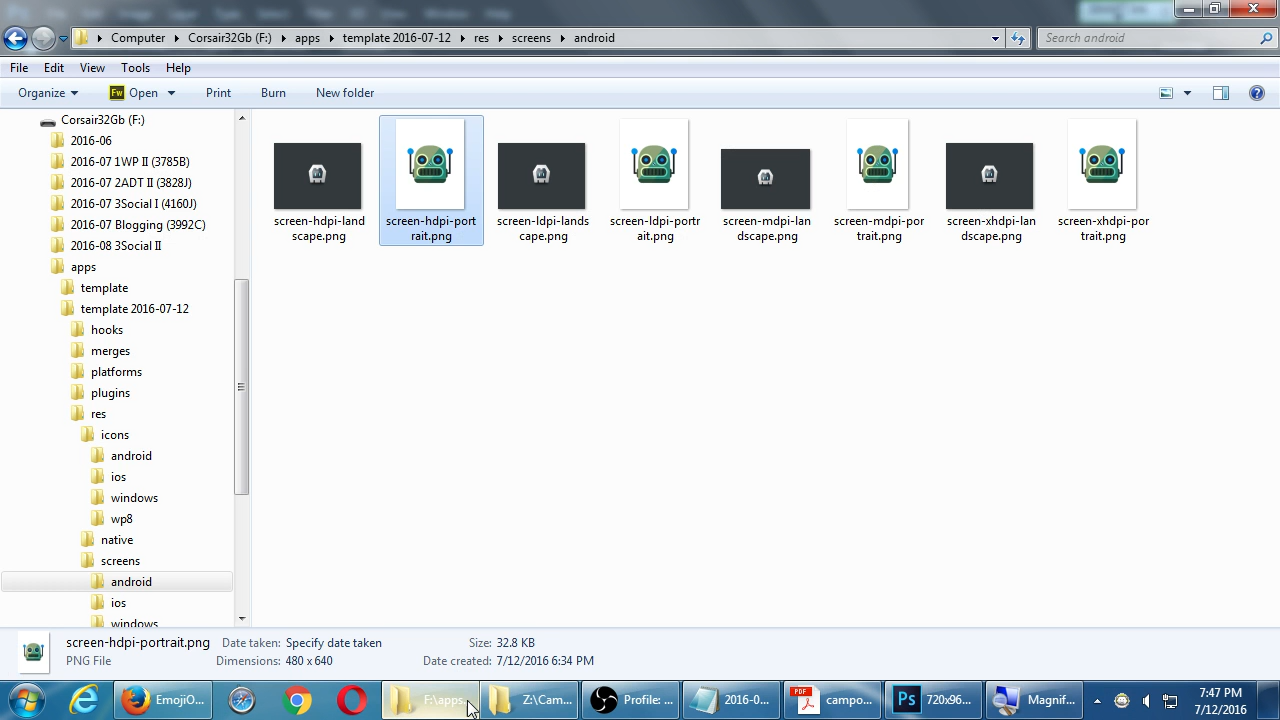 Computer Corsair32Gb (F:) apps template 2016-07-12 res screens android
Search android
File Edit View Tools Help
Organize Fw Open Print Burn New folder
Corsair32Gb (F:)
2016-06
2016-07 1WP II (3785B)
2016-07 2ADT II (3828J)
2016-07 3Social I (4160J)
2016-07 Blogging (3992C)
2016-08 3Social II
apps
template
template 2016-07-12
hooks
merges
platforms
plugins
res
icons
android
ios
windows
wp8
native
screens
android
ios
windows
screen-hdpi-land
scape.png
screen-hdpi-port
rait.png
screen-ldpi-lands
cape.png
screen-ldpi-portr
ait.png
screen-mdpi-lan
dscape.png
screen-mdpi-por
trait.png
screen-xhdpi-lan
dscape.png
screen-xhdpi-por
trait.png
screen-hdpi-portrait.png Date taken: Specify date taken Size: 32.8 KB
PNG File Dimensions: 480 x 640 Date created: 7/12/2016 6:34 PM
EmojiO... F:\apps... Z:\Cam... Profile: ... 2016-0... PDF campo... Ps 720x96... Magnif...
7:47 PM
7/12/2016